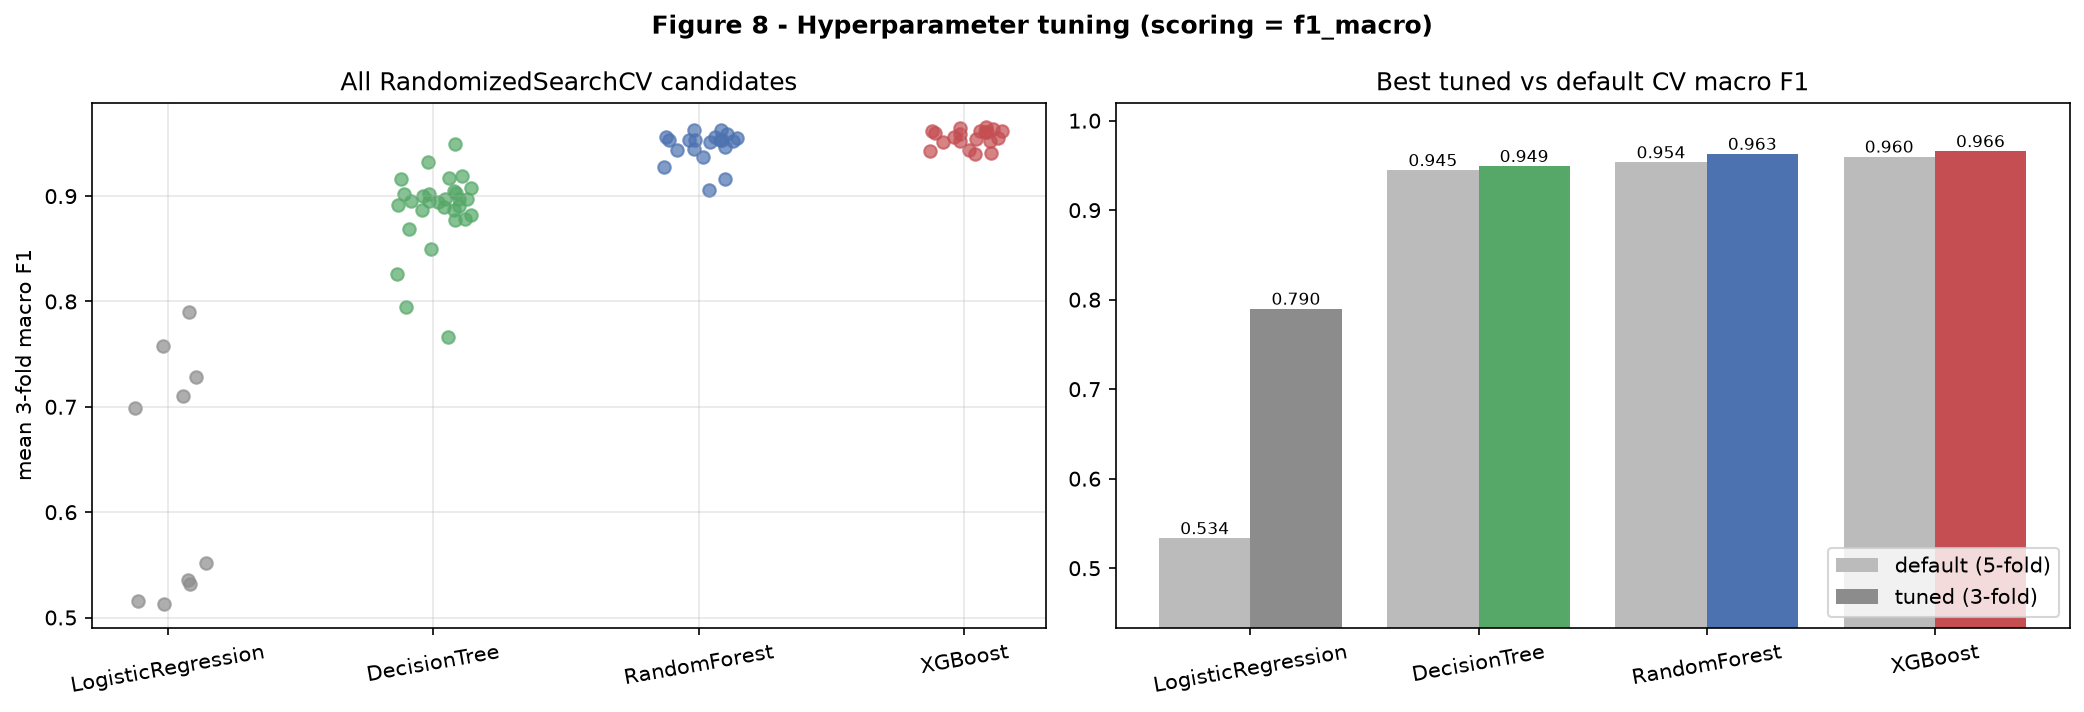 Figure 8 - Hyperparameter tuning (scoring = f1_macro)
All RandomizedSearchCV candidates
mean 3-fold macro F1
0.9
0.8
0.7
0.6
0.5
LogisticRegression
DecisionTree
RandomForest
XGBoost
Best tuned vs default CV macro F1
1.0
0.9
0.8
0.7
0.6
0.5
0.534
0.790
0.945
0.949
0.954
0.963
0.960
0.966
default (5-fold)
tuned (3-fold)
LogisticRegression
DecisionTree
RandomForest
XGBoost